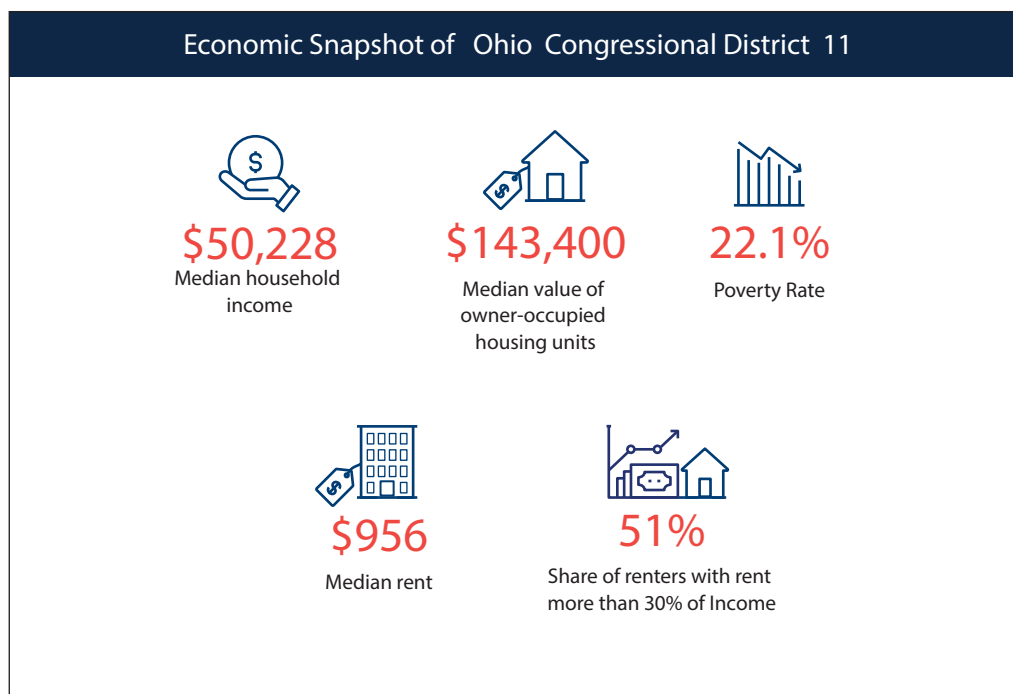 Economic Snapshot of Ohio Congressional District 11
$
$
$50,228
Median household
income
$143,400
Median value of
owner-occupied
housing units
22.1%
Poverty Rate
$
$956
Median rent
51%
Share of renters with rent
more than 30% of Income